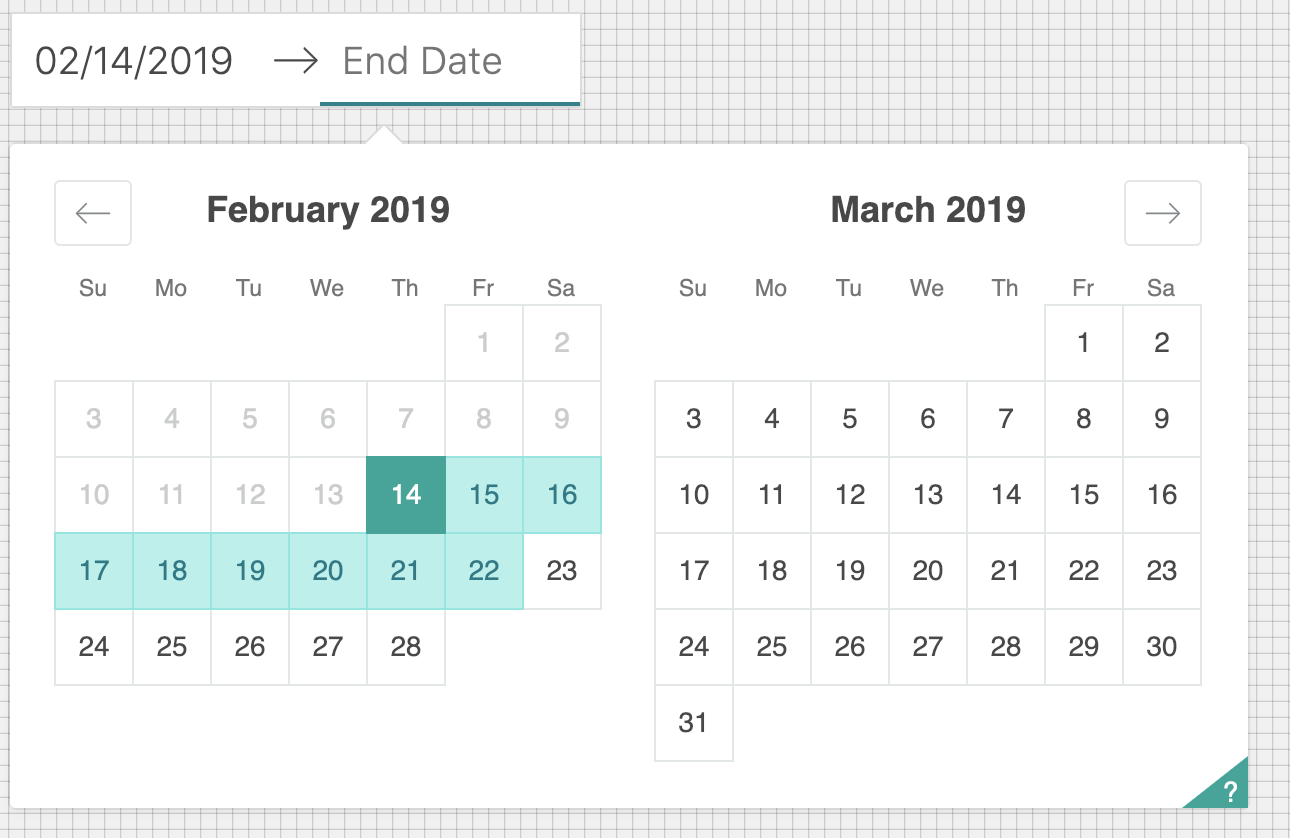 02/14/2019 → End Date
← February 2019
Su Mo Tu We Th Fr Sa
1 2
3 4 5 6 7 8 9
10 11 12 13 14 15 16
17 18 19 20 21 22 23
24 25 26 27 28
March 2019 →
Su Mo Tu We Th Fr Sa
1 2
3 4 5 6 7 8 9
10 11 12 13 14 15 16
17 18 19 20 21 22 23
24 25 26 27 28 29 30
31
?